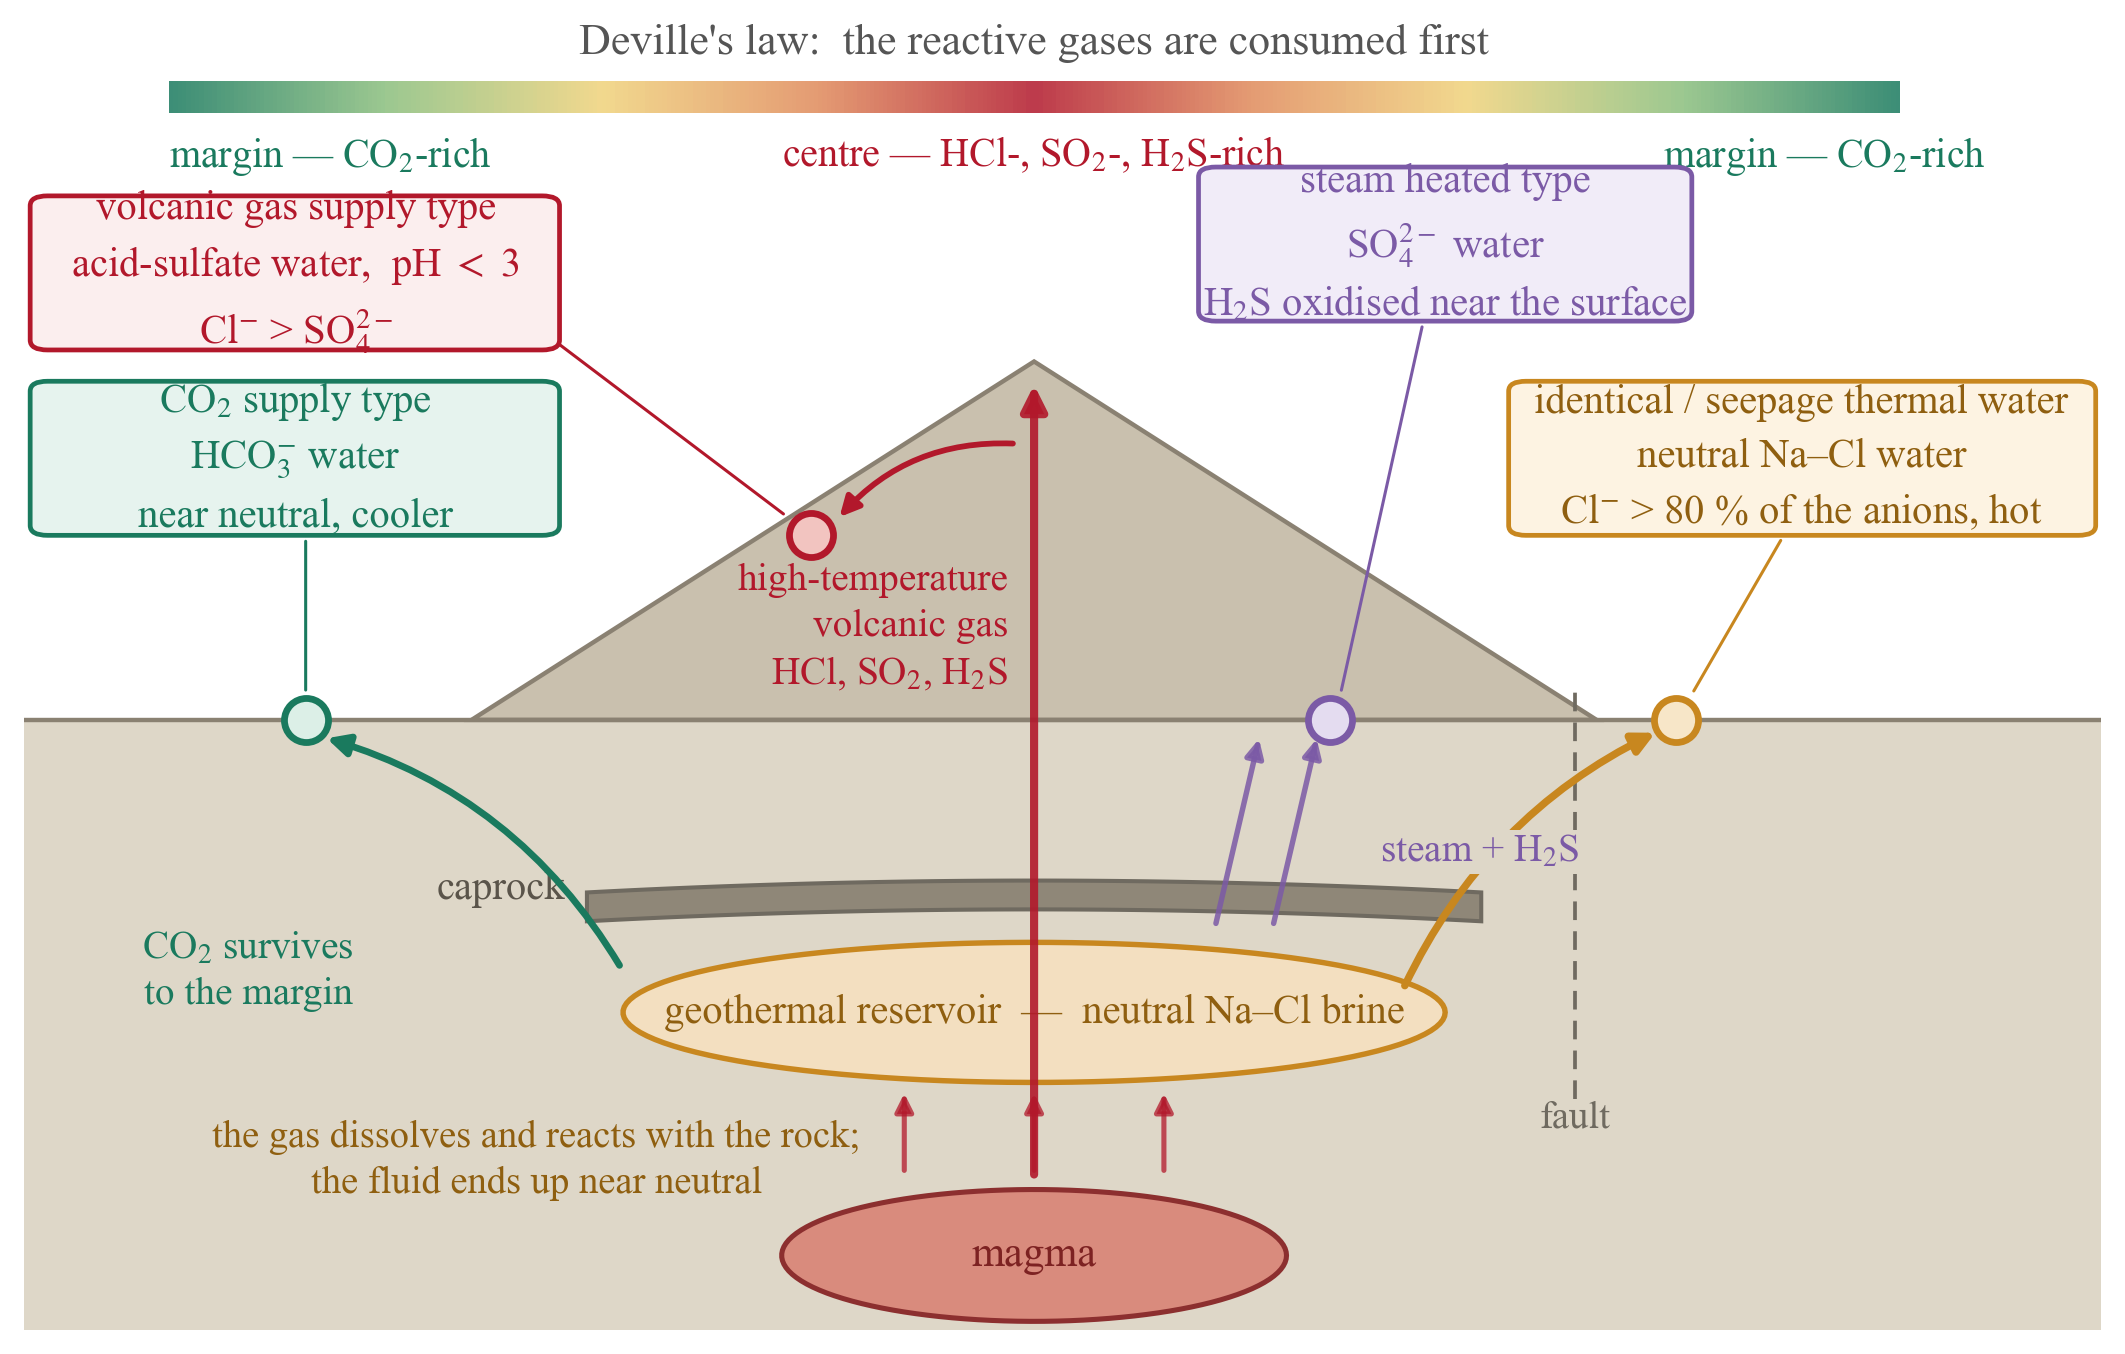 Deville's law:  the reactive gases are consumed first
margin — CO₂-rich
centre — HCl-, SO₂-, H₂S-rich
margin — CO₂-rich
volcanic gas supply type
acid-sulfate water,  pH < 3
Cl⁻ > SO₄²⁻
steam heated type
SO₄²⁻ water
H₂S oxidised near the surface
CO₂ supply type
HCO₃⁻ water
near neutral, cooler
identical / seepage thermal water
neutral Na–Cl water
Cl⁻ > 80 % of the anions, hot
high-temperature
volcanic gas
HCl, SO₂, H₂S
steam + H₂S
caprock
CO₂ survives
to the margin
geothermal reservoir — neutral Na–Cl brine
fault
the gas dissolves and reacts with the rock;
the fluid ends up near neutral
magma